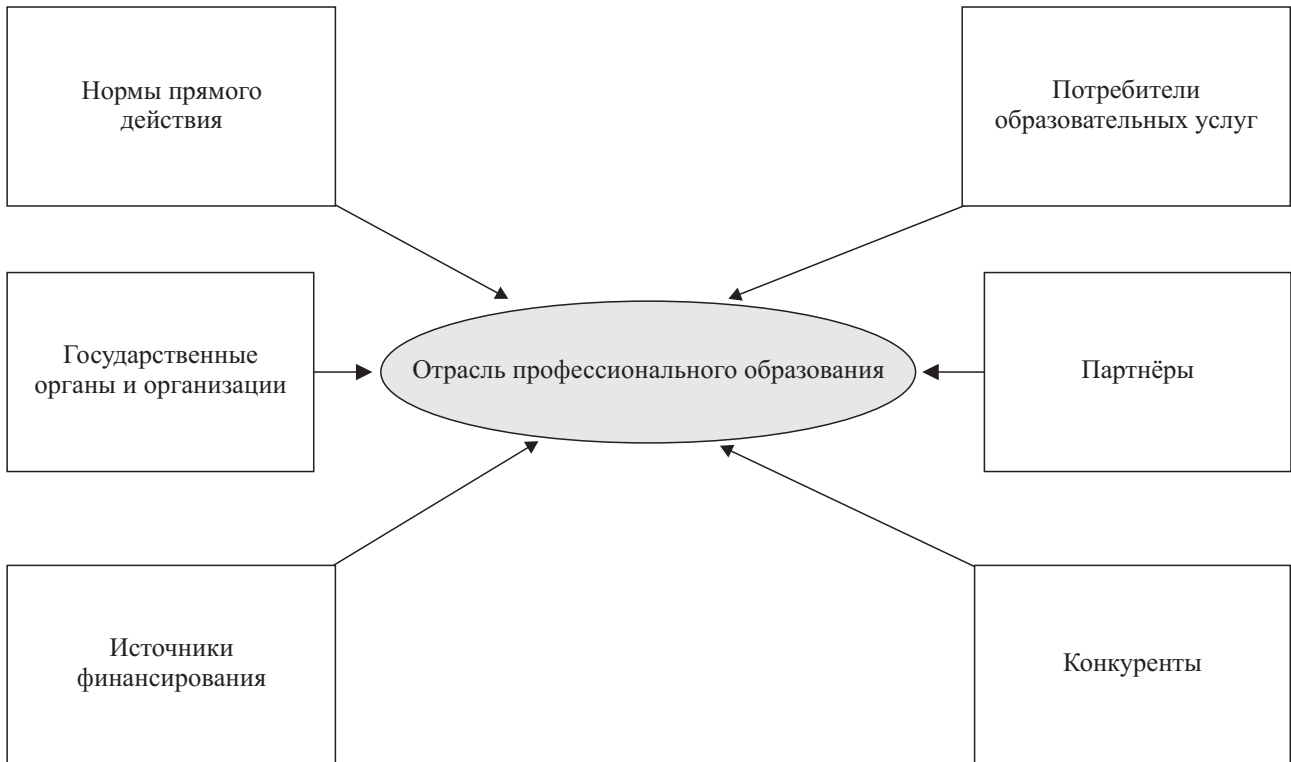 Нормы прямого
действия
Потребители
образовательных услуг
Государственные
органы и организации
Отрасль профессионального образования
Партнёры
Источники
финансирования
Конкуренты